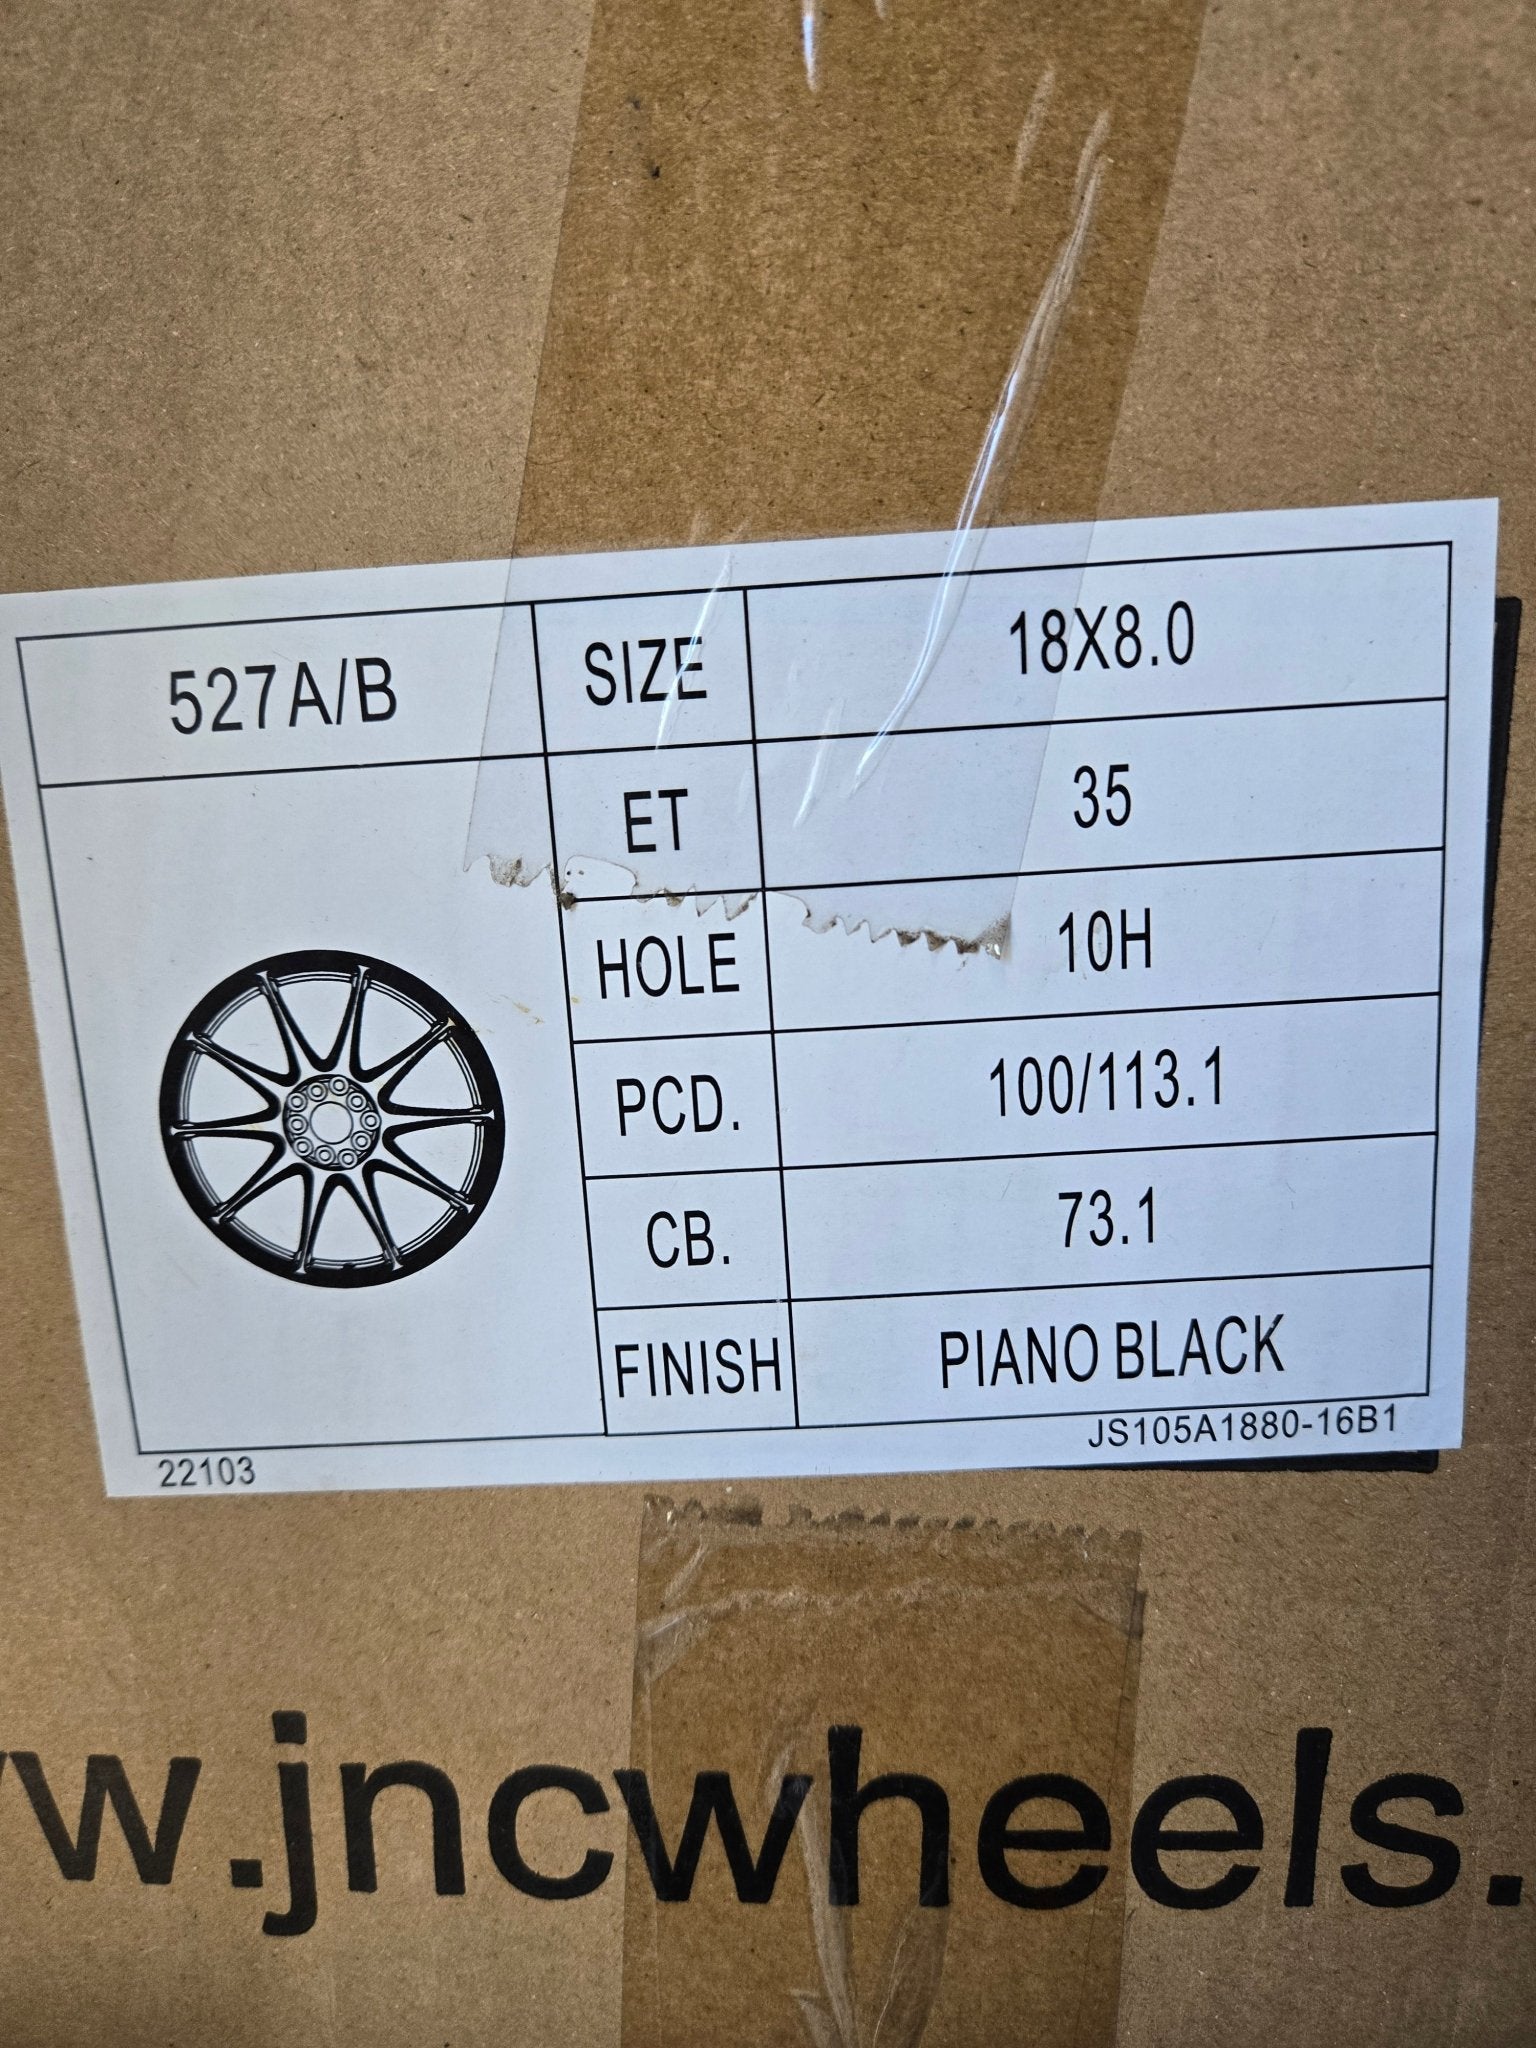 527A/B
SIZE 18X8.0
ET 35
HOLE 10H
PCD. 100/113.1
CB. 73.1
FINISH PIANO BLACK
22103 JS105A1880-16B1
w.jncwheels.